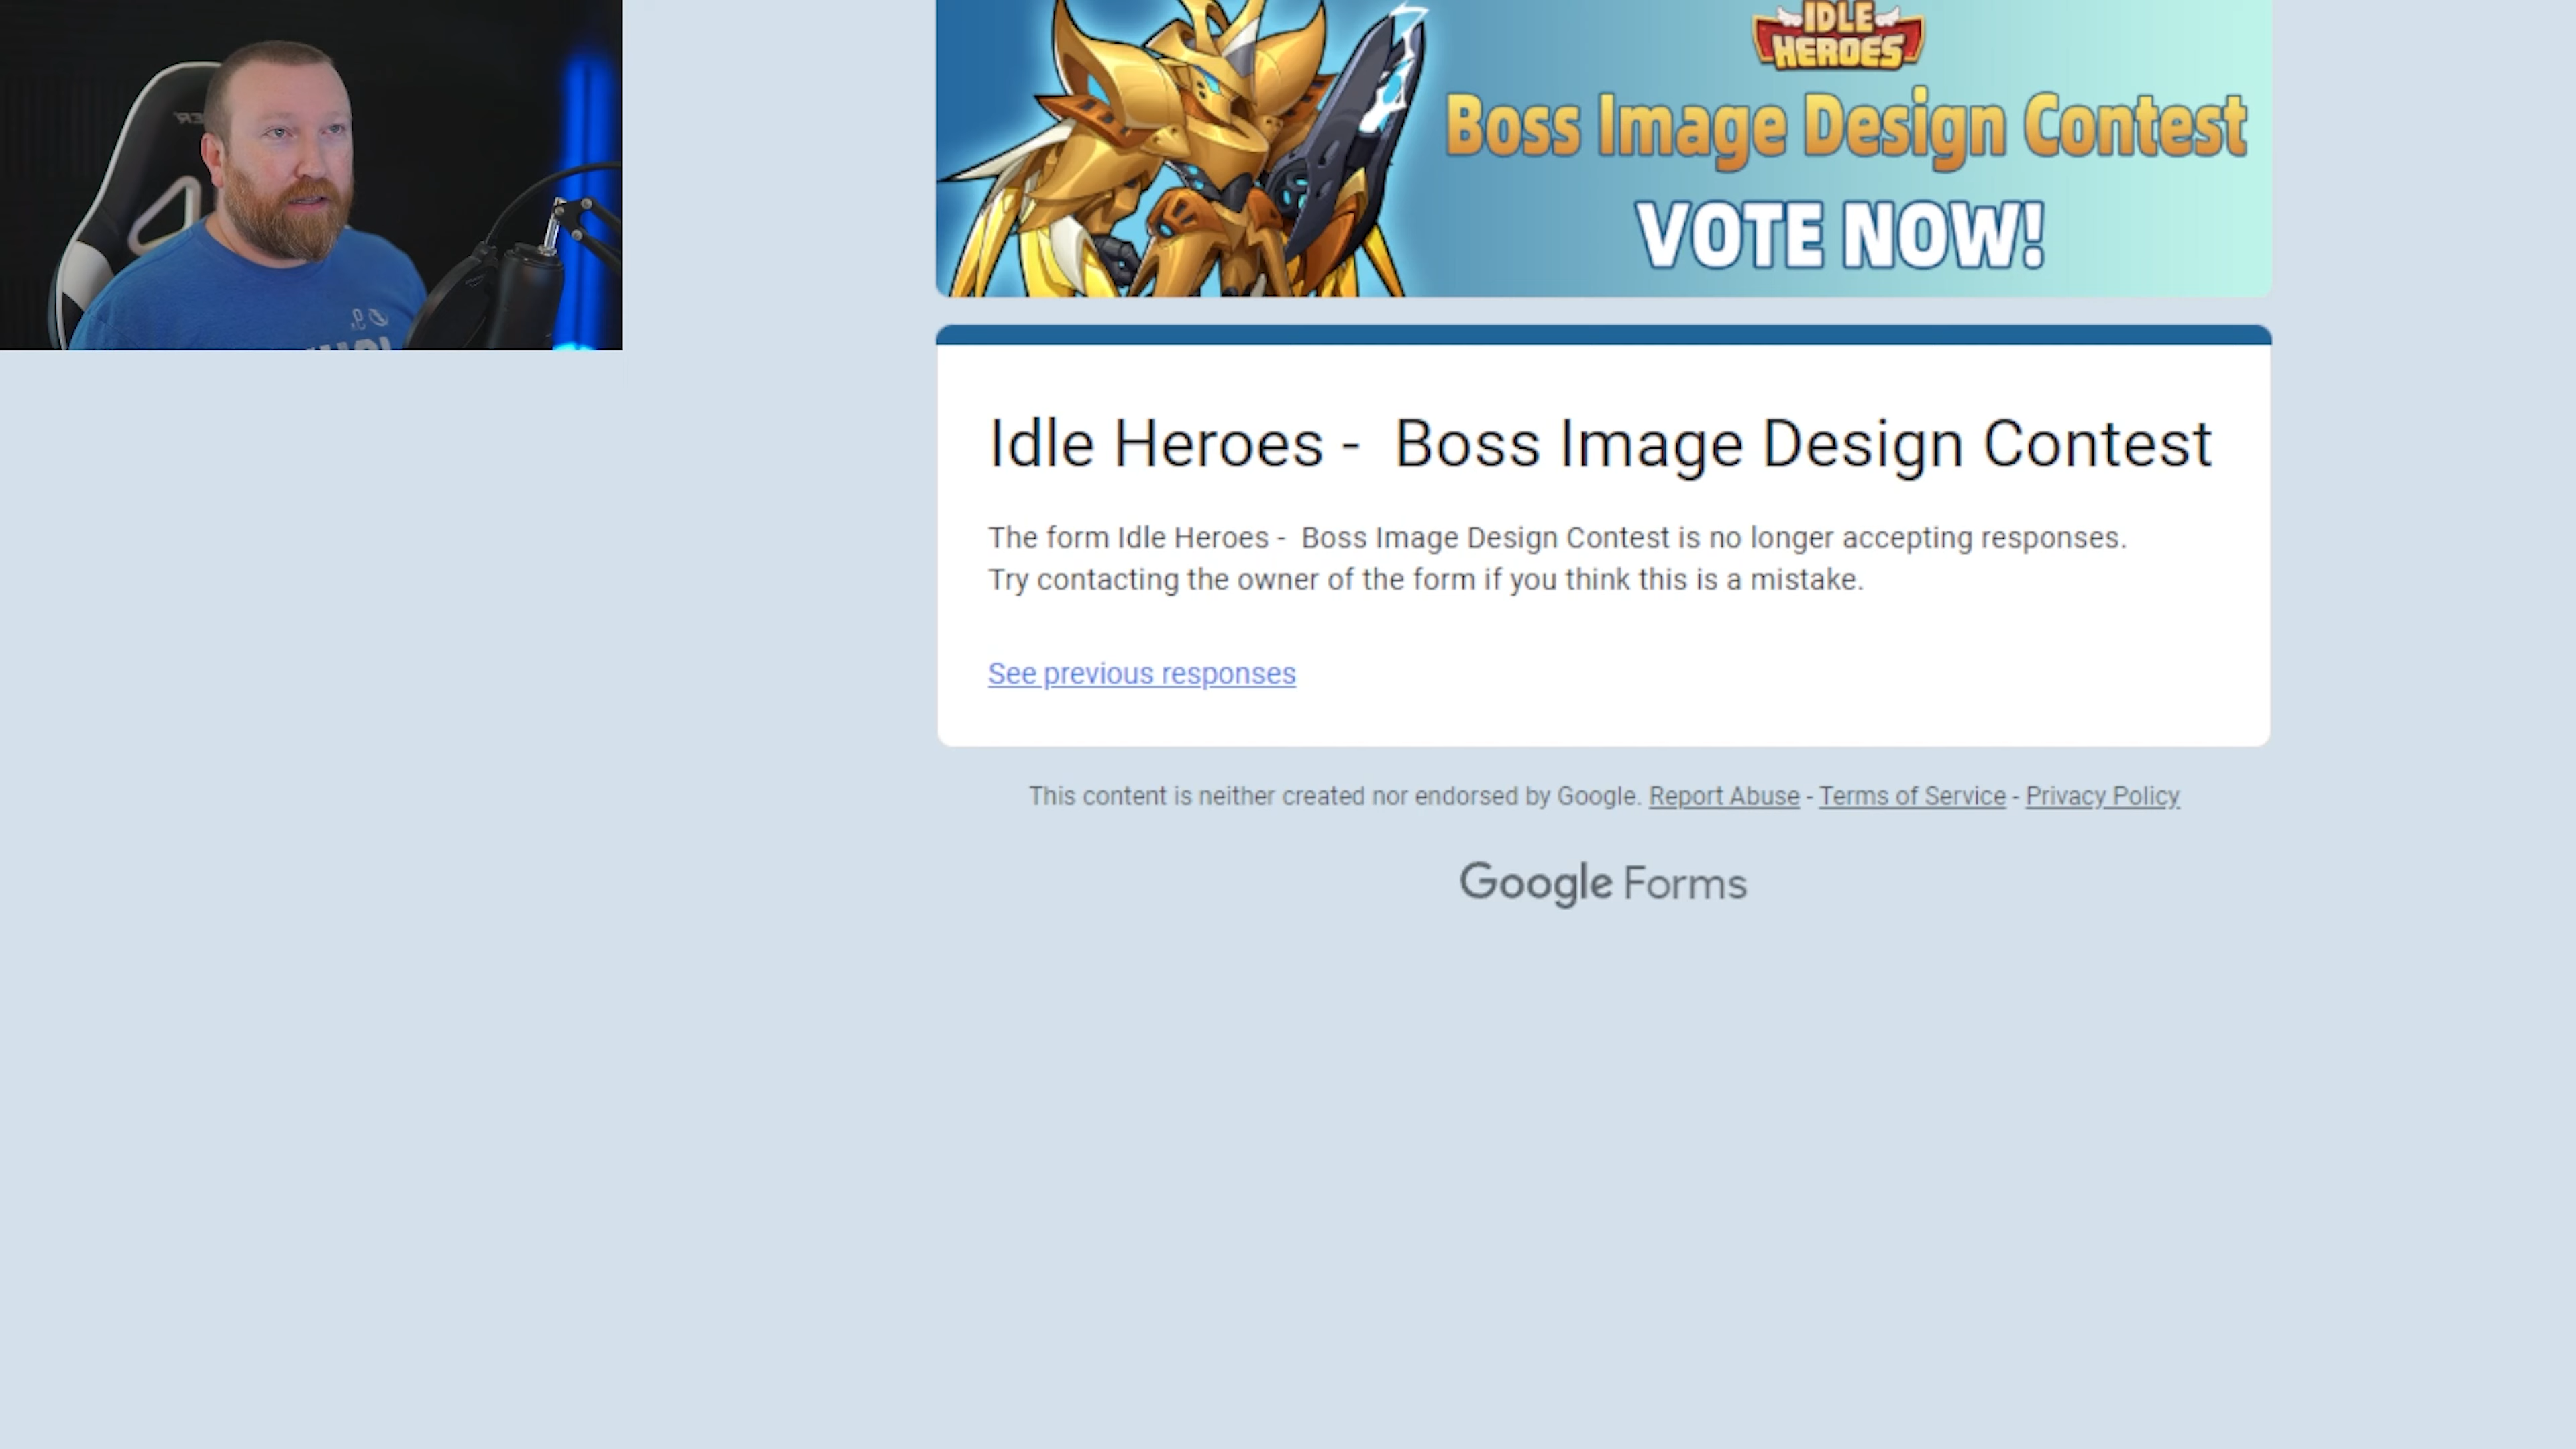 IDLE
HEROES
Boss Image Design Contest
VOTE NOW!
Idle Heroes -  Boss Image Design Contest
The form Idle Heroes -  Boss Image Design Contest is no longer accepting responses.
Try contacting the owner of the form if you think this is a mistake.
See previous responses
This content is neither created nor endorsed by Google. Report Abuse - Terms of Service - Privacy Policy
Google Forms